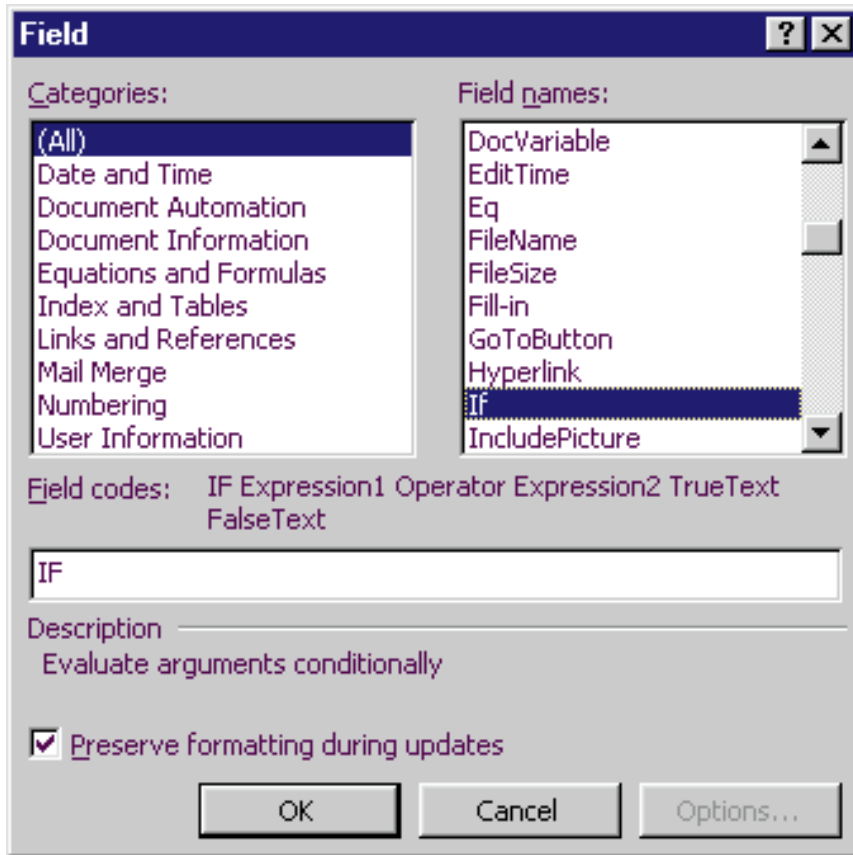 Field
Categories:
Field names:
(All)
Date and Time
Document Automation
Document Information
Equations and Formulas
Index and Tables
Links and References
Mail Merge
Numbering
User Information
DocVariable
EditTime
Eq
FileName
FileSize
Fill-in
GoToButton
Hyperlink
If
IncludePicture
Field codes: IF Expression1 Operator Expression2 TrueText
FalseText
IF
Description
Evaluate arguments conditionally
Preserve formatting during updates
OK
Cancel
Options...